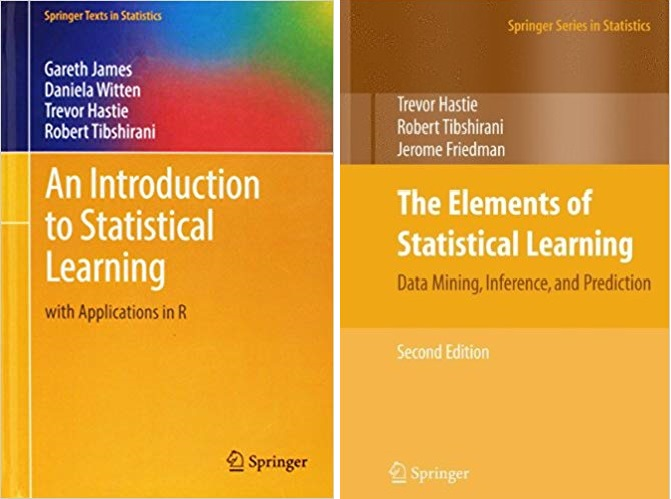 Springer Texts in Statistics
Gareth James
Daniela Witten
Trevor Hastie
Robert Tibshirani
An Introduction
to Statistical
Learning
with Applications in R
Springer
Springer Series in Statistics
Trevor Hastie
Robert Tibshirani
Jerome Friedman
The Elements of
Statistical Learning
Data Mining, Inference, and Prediction
Second Edition
Springer